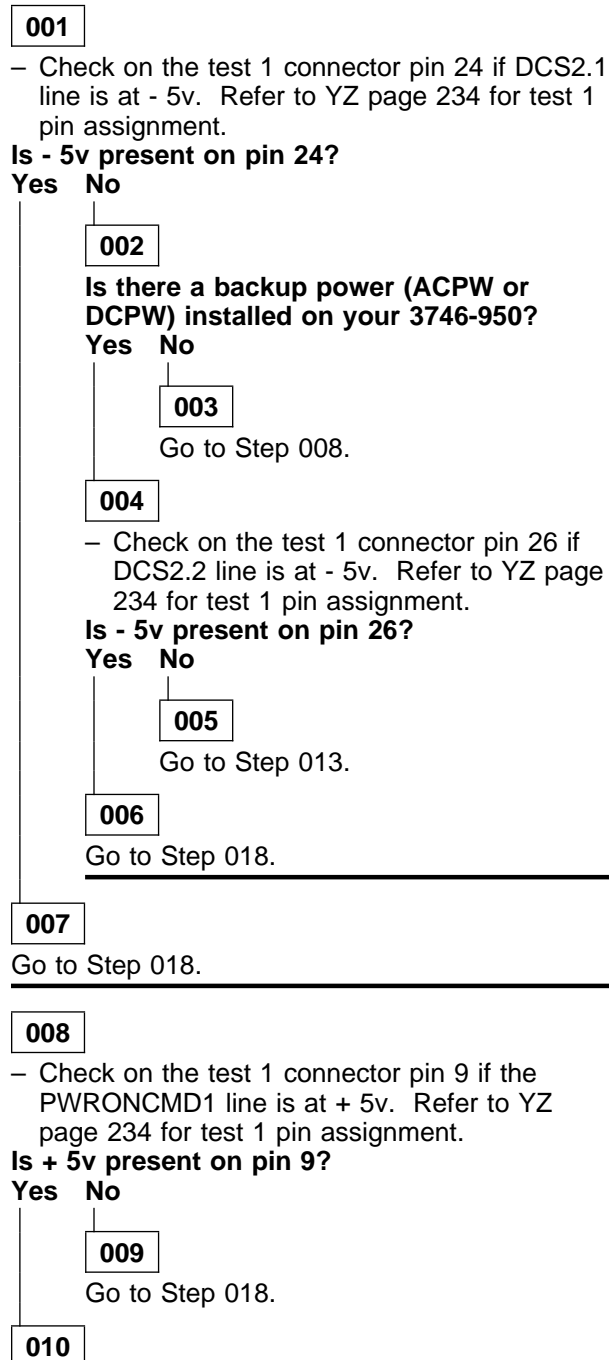 001
– Check on the test 1 connector pin 24 if DCS2.1
line is at - 5v. Refer to YZ page 234 for test 1
pin assignment.
Is - 5v present on pin 24?
Yes No
002
Is there a backup power (ACPW or
DCPW) installed on your 3746-950?
Yes No
003
Go to Step 008.
004
– Check on the test 1 connector pin 26 if
DCS2.2 line is at - 5v. Refer to YZ page
234 for test 1 pin assignment.
Is - 5v present on pin 26?
Yes No
005
Go to Step 013.
006
Go to Step 018.
007
Go to Step 018.
008
– Check on the test 1 connector pin 9 if the
PWRONCMD1 line is at + 5v. Refer to YZ
page 234 for test 1 pin assignment.
Is + 5v present on pin 9?
Yes No
009
Go to Step 018.
010